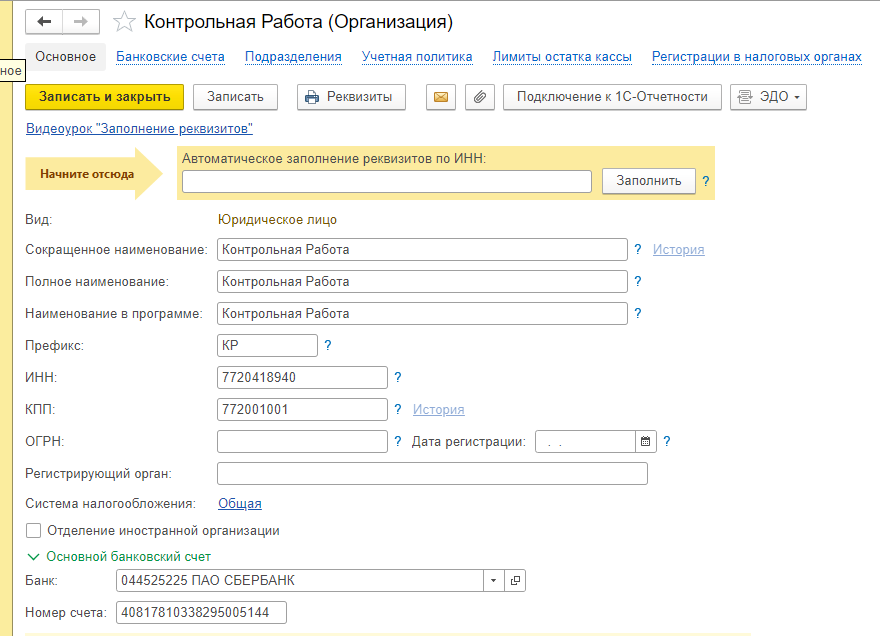 Контрольная Работа (Организация)
Основное Банковские счета Подразделения Учетная политика Лимиты остатка кассы Регистрации в налоговых органах
ное
Записать и закрыть Записать Реквизиты Подключение к 1С-Отчетности ЭДО
Видеоурок "Заполнение реквизитов"
Автоматическое заполнение реквизитов по ИНН:
Начните отсюда Заполнить ?
Вид: Юридическое лицо
Сокращенное наименование: Контрольная Работа ? История
Полное наименование: Контрольная Работа ?
Наименование в программе: Контрольная Работа ?
Префикс: КР ?
ИНН: 7720418940 ?
КПП: 772001001 ? История
ОГРН: ? Дата регистрации: . . ?
Регистрирующий орган:
Система налогообложения: Общая
Отделение иностранной организации
Основной банковский счет
Банк: 044525225 ПАО СБЕРБАНК
Номер счета: 40817810338295005144